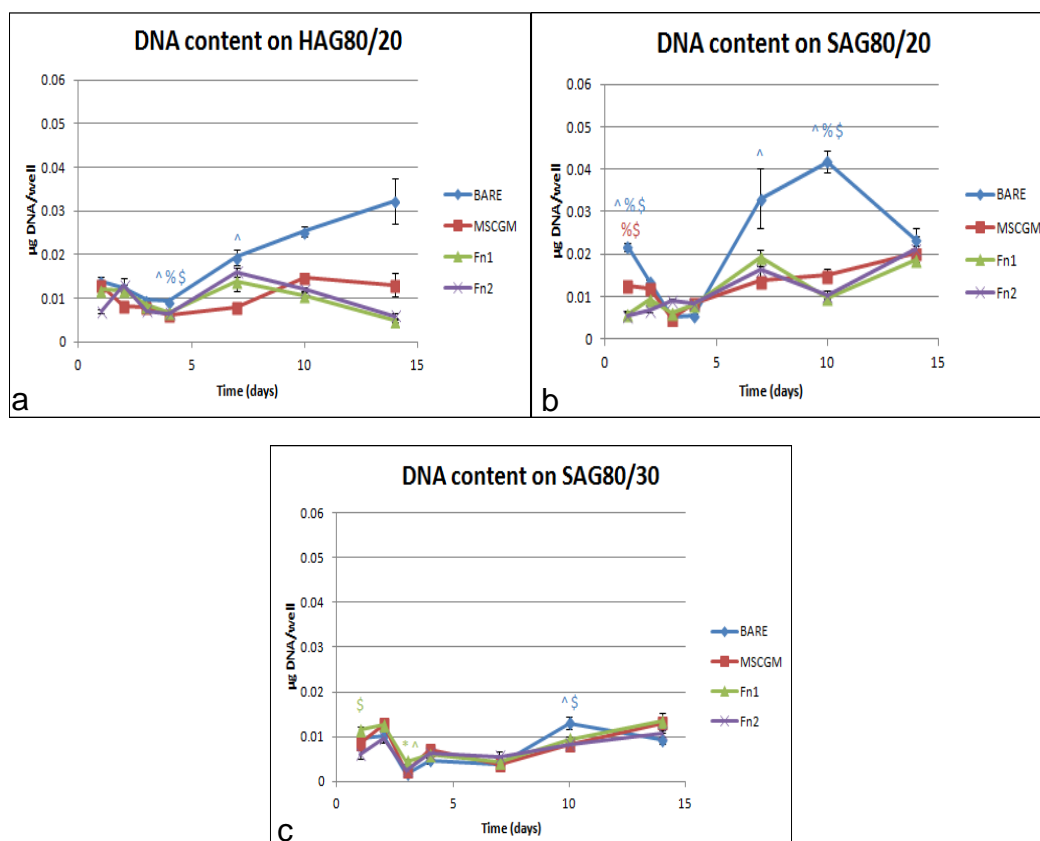 DNA content on HAG80/20
0.06
0.05
0.04
0.03
0.02
0.01
0
µg DNA/well
^ % $
^
0 5 10 15
Time (days)
BARE
MSCGM
Fn1
Fn2
a
DNA content on SAG80/20
0.06
0.05
0.04
0.03
0.02
0.01
0
µg DNA/well
^ % $
%$
^
^ % $
0 5 10 15
Time (days)
BARE
MSCGM
Fn1
Fn2
b
DNA content on SAG80/30
0.06
0.05
0.04
0.03
0.02
0.01
0
µg DNA/well
$
* ^
^ $
0 5 10 15
Time (days)
BARE
MSCGM
Fn1
Fn2
c